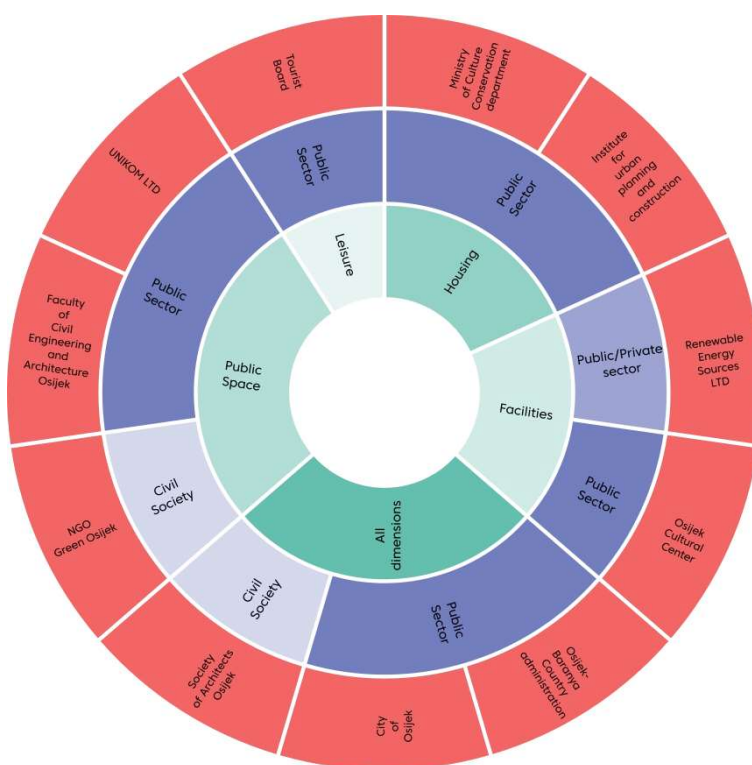 Tourist
Board
Ministry
of Culture
Conservation
department
Institute
for
urban
planning
and
construction
Renewable
Energy
Sources
LTD
Osijek
Cultural
Center
Osijek-
Baranya
Country
administration
City
of
Osijek
Society
of Architects
Osijek
NGO
Green Osijek
Faculty
of
Civil
Engineering
and
Architecture
Osijek
UNIKOM LTD
Public
Sector
Public
Sector
Public/Private
sector
Public
Sector
Public
Sector
Civil
Society
Civil
Society
Public
Sector
Leisure
Housing
Facilities
All
dimensions
Public
Space